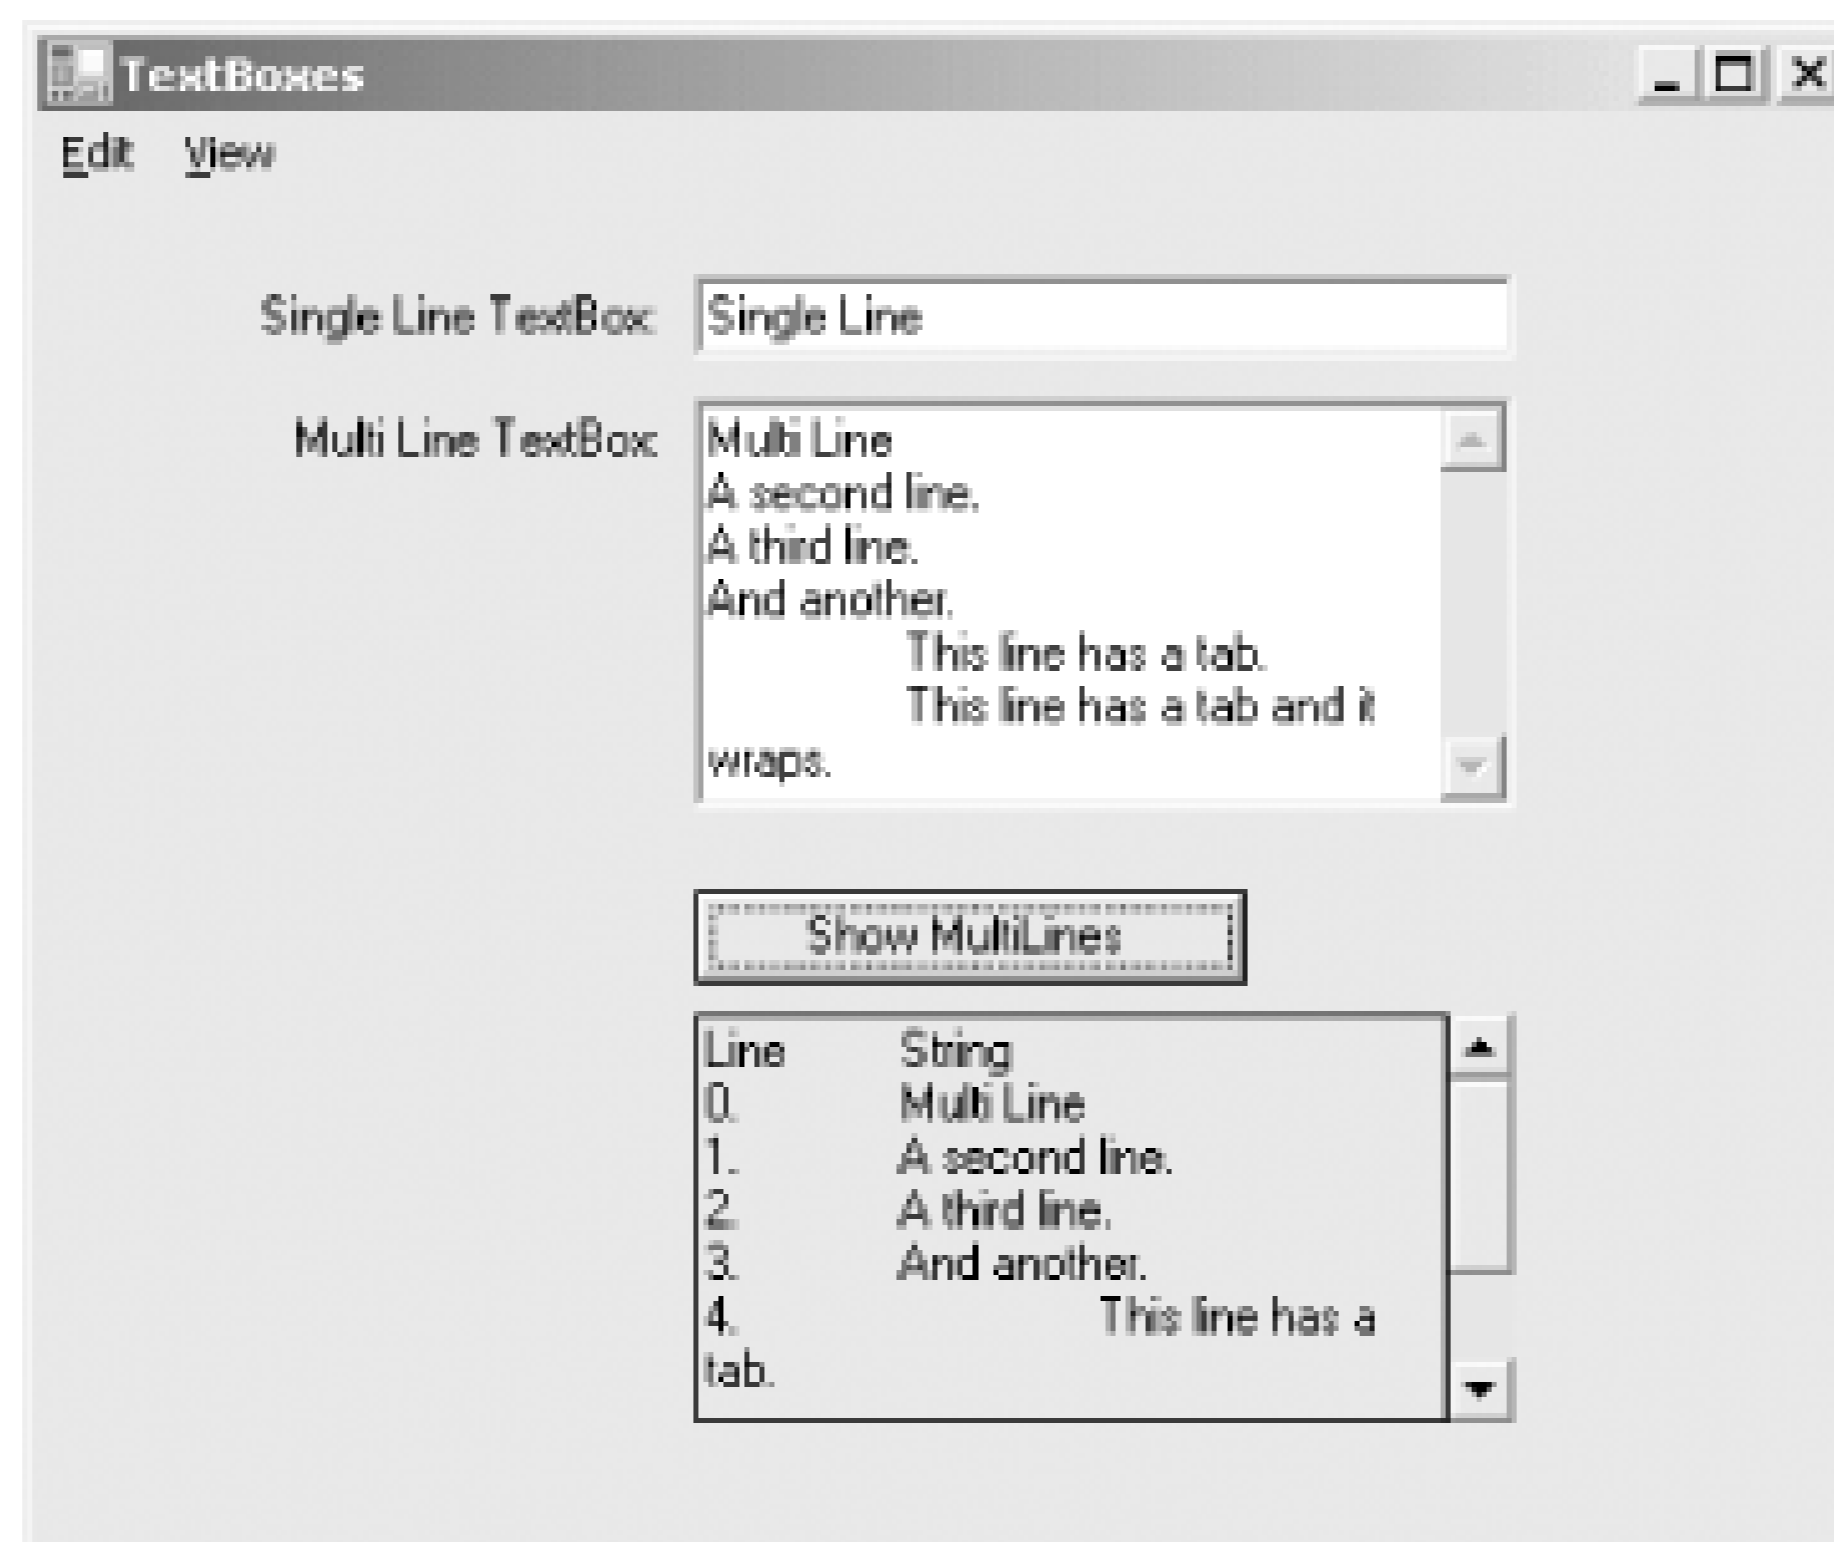 TextBoxes
Edit View
Single Line TextBox: Single Line
Multi Line TextBox: Multi Line
A second line.
A third line.
And another.
This line has a tab.
This line has a tab and it
wraps.
Show MultiLines
Line String
0. Multi Line
1. A second line.
2. A third line.
3. And another.
4. This line has a
tab.